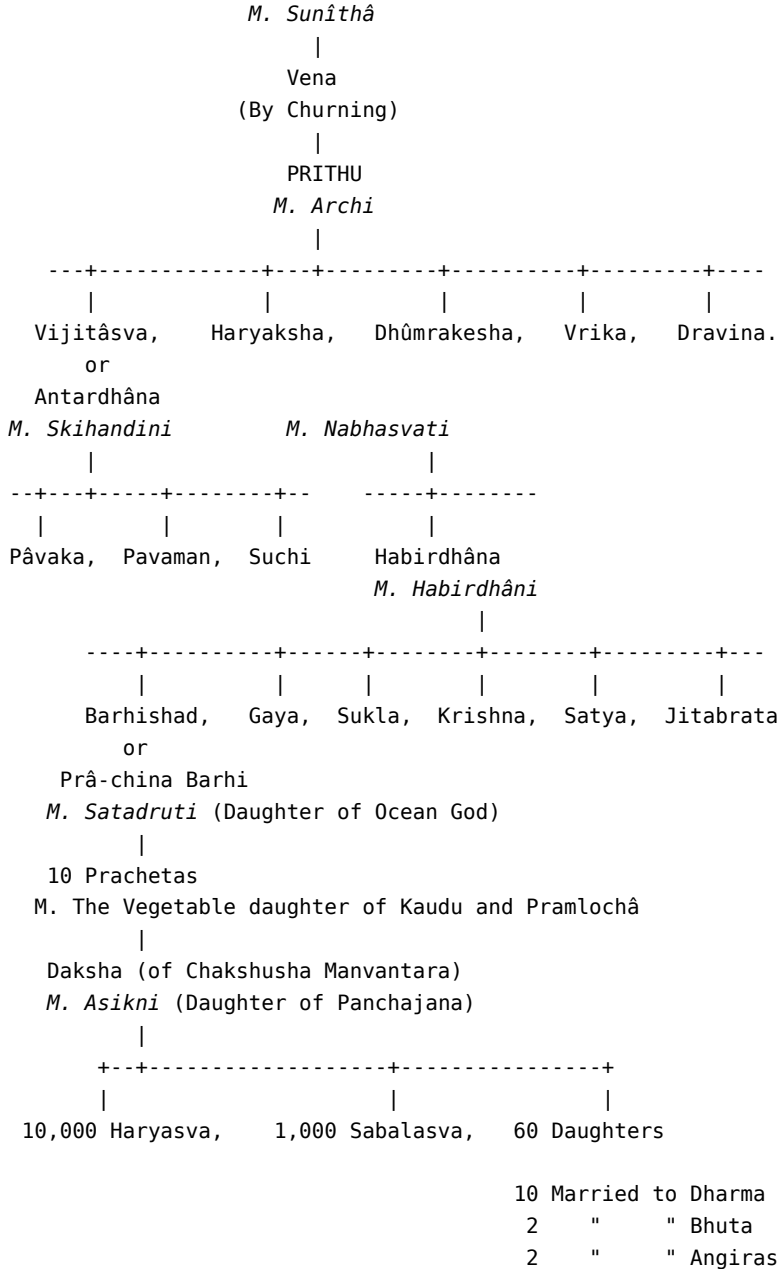 M. Sunîthâ
|
Vena
(By Churning)
|
PRITHU
M. Archi
|
---+-------------+---+---------+----------+---------+----
| | | | |
Vijitâsva, Haryaksha, Dhûmrakesha, Vrika, Dravina.
or
Antardhâna
M. Skihandini M. Nabhasvati
| |
--+---+-----+--------+-- -----+--------
| | | |
Pâvaka, Pavaman, Suchi Habirdhâna
M. Habirdhâni
|
----+----------+------+--------+--------+---------+---
| | | | | |
Barhishad, Gaya, Sukla, Krishna, Satya, Jitabrata
or
Prâ-china Barhi
M. Satadruti (Daughter of Ocean God)
|
10 Prachetas
M. The Vegetable daughter of Kaudu and Pramlochâ
|
Daksha (of Chakshusha Manvantara)
M. Asikni (Daughter of Panchajana)
|
+--+-------------------+----------------+
| | |
10,000 Haryasva, 1,000 Sabalasva, 60 Daughters
10 Married to Dharma
2 " " Bhuta
2 " " Angiras